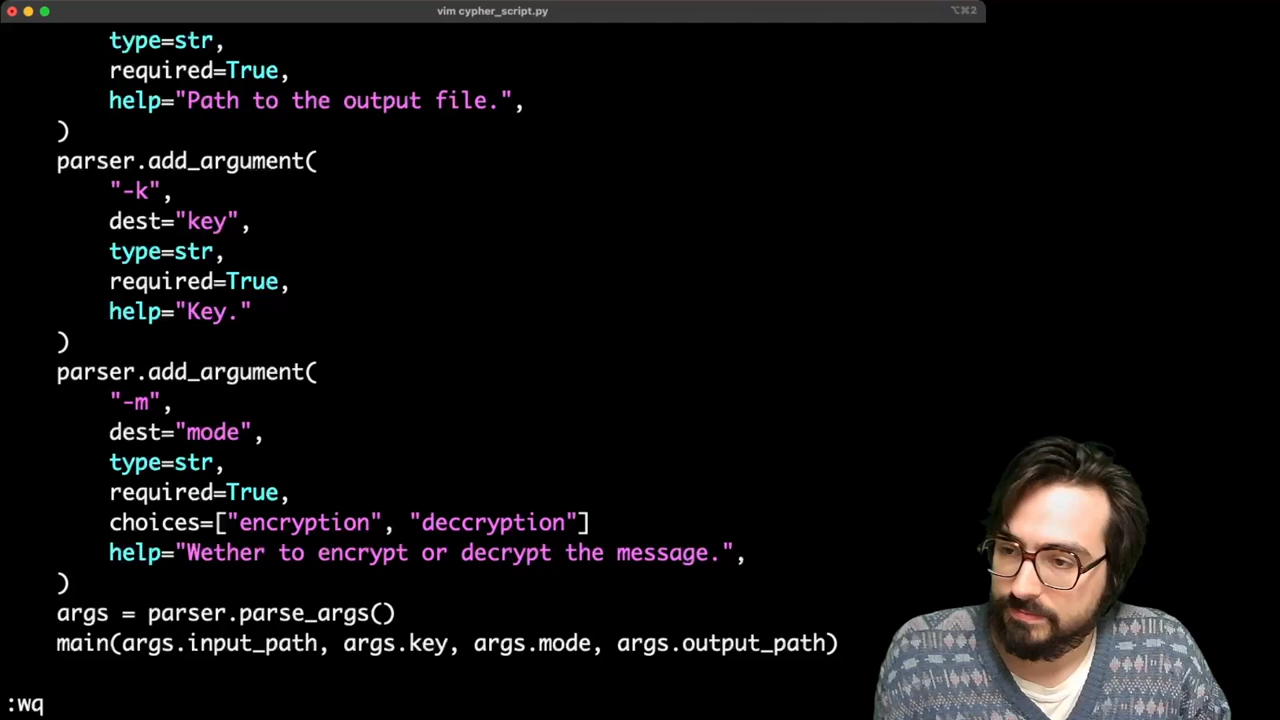 vim cypher_script.py
⌥⌘2
type=str,
required=True,
help="Path to the output file.",
)
parser.add_argument(
"-k",
dest="key",
type=str,
required=True,
help="Key."
)
parser.add_argument(
"-m",
dest="mode",
type=str,
required=True,
choices=["encryption", "deccryption"]
help="Wether to encrypt or decrypt the message.",
)
args = parser.parse_args()
main(args.input_path, args.key, args.mode, args.output_path)
:wq